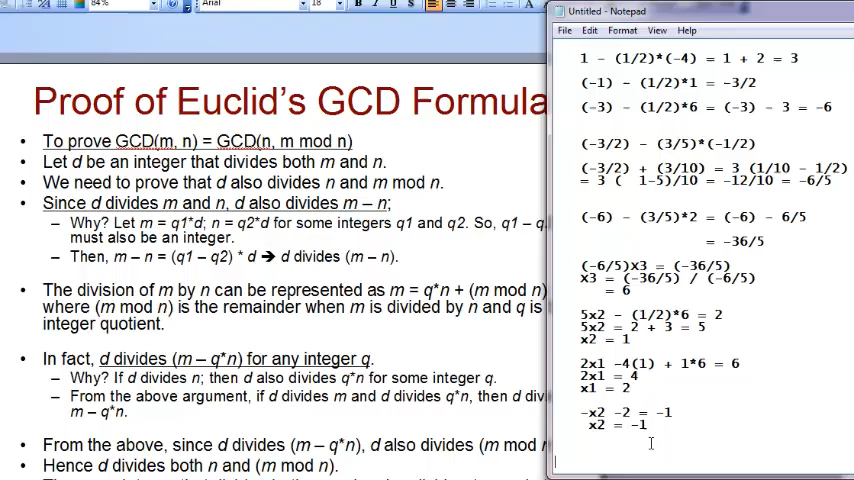 84%
Arial
18
B
I
U
S
A
Proof of Euclid's GCD Formula
• To prove GCD(m, n) = GCD(n, m mod n)
• Let d be an integer that divides both m and n.
• We need to prove that d also divides n and m mod n.
• Since d divides m and n, d also divides m – n;
– Why? Let m = q1*d; n = q2*d for some integers q1 and q2. So, q1 – q
must also be an integer.
– Then, m – n = (q1 – q2) * d ➔ d divides (m – n).
• The division of m by n can be represented as m = q*n + (m mod n)
where (m mod n) is the remainder when m is divided by n and q is
integer quotient.
• In fact, d divides (m – q*n) for any integer q.
– Why? If d divides n; then d also divides q*n for some integer q.
– From the above argument, if d divides m and d divides q*n, then d
m – q*n.
• From the above, since d divides (m – q*n), d also divides (m mod
• Hence d divides both n and (m mod n).
Untitled - Notepad
File Edit Format View Help
1 - (1/2)*(-4) = 1 + 2 = 3
(-1) - (1/2)*1 = -3/2
(-3) - (1/2)*6 = (-3) - 3 = -6
(-3/2) - (3/5)*(-1/2)
(-3/2) + (3/10) = 3 (1/10 - 1/2)
= 3 ( 1-5)/10 = -12/10 = -6/5
(-6) - (3/5)*2 = (-6) - 6/5
= -36/5
(-6/5)x3 = (-36/5)
x3 = (-36/5) / (-6/5)
= 6
5x2 - (1/2)*6 = 2
5x2 = 2 + 3 = 5
x2 = 1
2x1 -4(1) + 1*6 = 6
2x1 = 4
x1 = 2
-x2 -2 = -1
x2 = -1